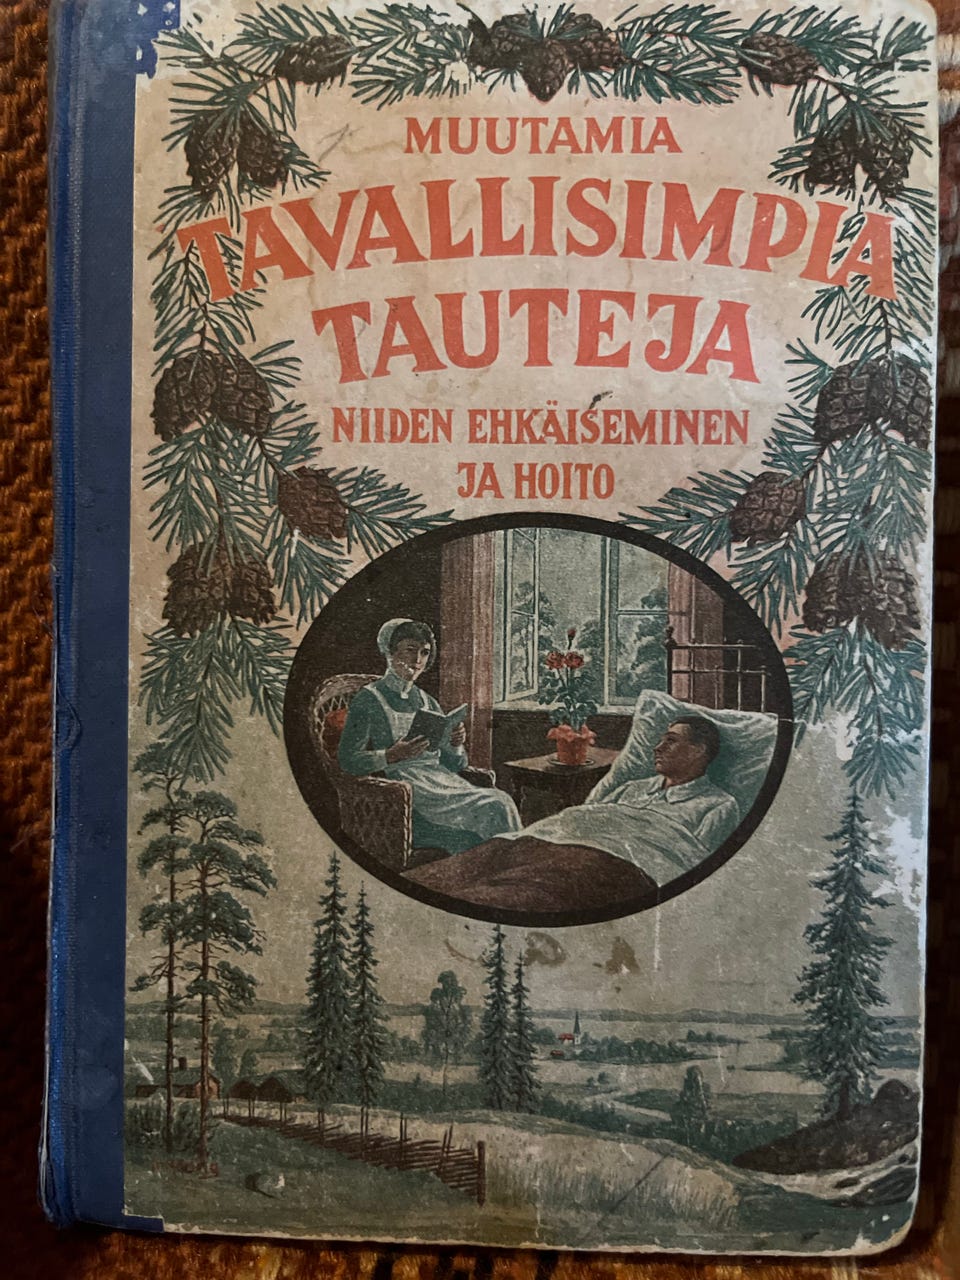 MUUTAMIA
TAVALLISIMPIA
TAUTEJA
NIIDEN EHKÄISEMINEN
JA HOITO